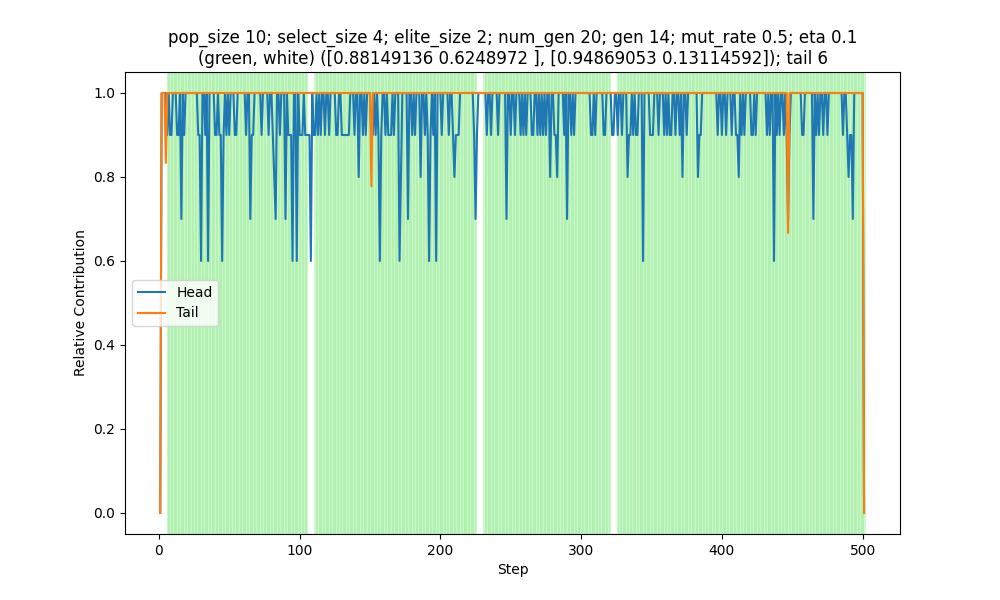 pop_size 10; select_size 4; elite_size 2; num_gen 20; gen 14; mut_rate 0.5; eta 0.1
(green, white) ([0.88149136 0.6248972 ], [0.94869053 0.13114592]); tail 6
1.0
0.8
0.6
0.4
0.2
0.0
Relative Contribution
Head
Tail
0
100
200
300
400
500
Step